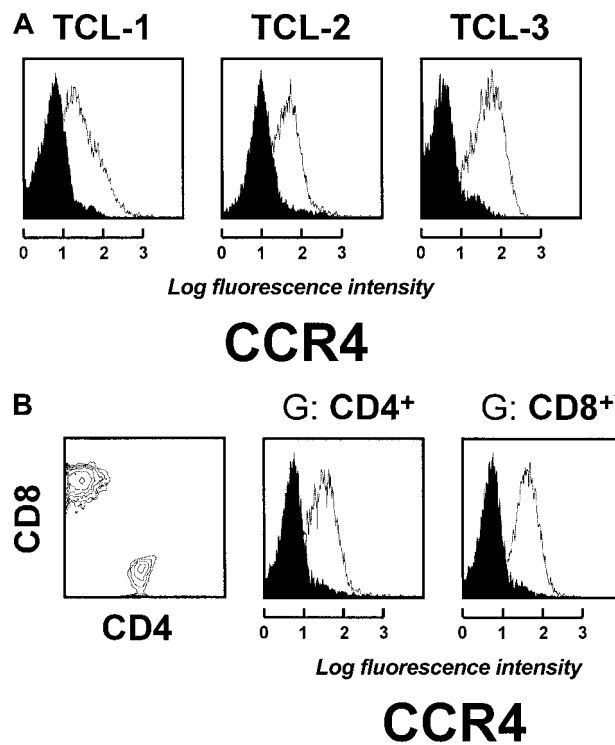 A TCL-1 TCL-2 TCL-3
0 1 2 3 0 1 2 3 0 1 2 3
Log fluorescence intensity
CCR4
B G: CD4+ G: CD8+
CD8
CD4
0 1 2 3 0 1 2 3
Log fluorescence intensity
CCR4